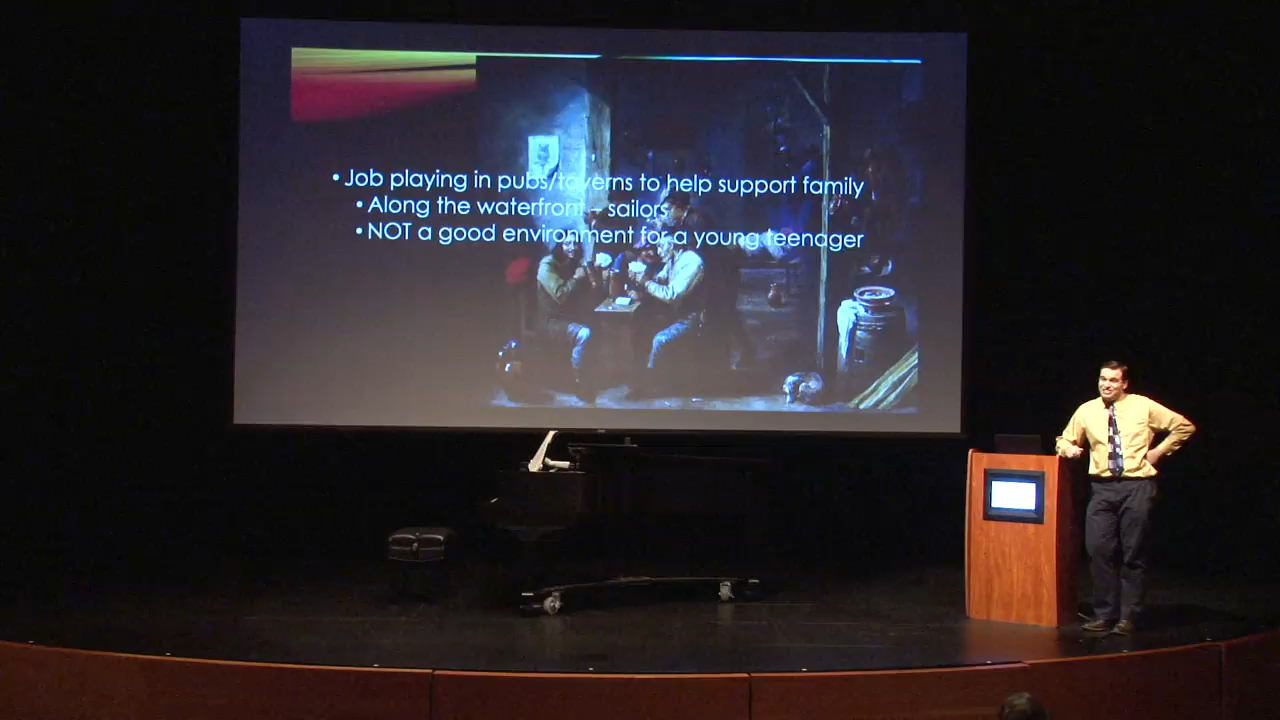 • Job playing in pubs/taverns to help support family
• Along the waterfront – sailors
• NOT a good environment for a young teenager